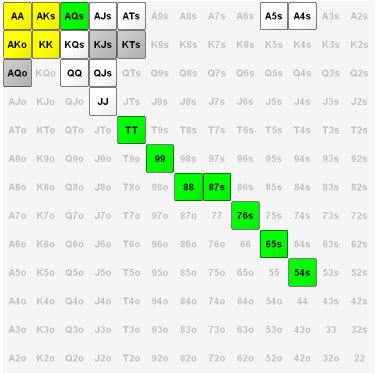 AA AKs AQs AJs ATs A9s A8s A7s A6s A5s A4s A3s A2s
AKo KK KQs KJs KTs K9s K8s K7s K6s K5s K4s K3s K2s
AQo KQo QQ QJs QTs Q9s Q8s Q7s Q6s Q5s Q4s Q3s Q2s
AJo KJo QJo JJ JTs J9s J8s J7s J6s J5s J4s J3s J2s
ATo KTo QTo JTo TT T9s T8s T7s T6s T5s T4s T3s T2s
A9o K9o Q9o J9o T9o 99 98s 97s 96s 95s 94s 93s 92s
A8o K8o Q8o J8o T8o 98o 88 87s 86s 85s 84s 83s 82s
A7o K7o Q7o J7o T7o 97o 87o 77 76s 75s 74s 73s 72s
A6o K6o Q6o J6o T6o 96o 86o 76o 66 65s 64s 63s 62s
A5o K5o Q5o J5o T5o 95o 85o 75o 65o 55 54s 53s 52s
A4o K4o Q4o J4o T4o 94o 84o 74o 64o 54o 44 43s 42s
A3o K3o Q3o J3o T3o 93o 83o 73o 63o 53o 43o 33 32s
A2o K2o Q2o J2o T2o 92o 82o 72o 62o 52o 42o 32o 22